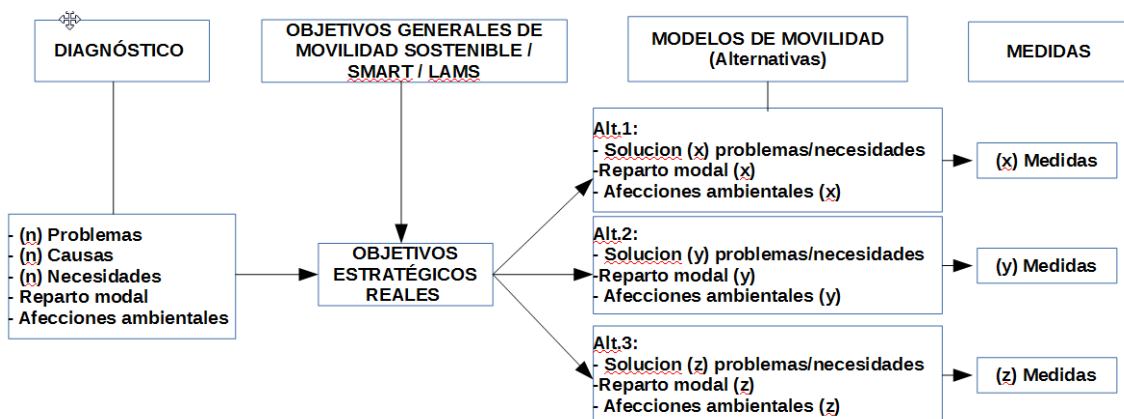 DIAGNÓSTICO
OBJETIVOS GENERALES DE
MOVILIDAD SOSTENIBLE /
SMART / LAMS
MODELOS DE MOVILIDAD
(Alternativas)
MEDIDAS
- (n) Problemas
- (n) Causas
- (n) Necesidades
- Reparto modal
- Afecciones ambientales
OBJETIVOS
ESTRATÉGICOS
REALES
Alt.1:
- Solucion (x) problemas/necesidades
-Reparto modal (x)
- Afecciones ambientales (x)
(x) Medidas
Alt.2:
- Solucion (y) problemas/necesidades
-Reparto modal (y)
- Afecciones ambientales (y)
(y) Medidas
Alt.3:
- Solucion (z) problemas/necesidades
-Reparto modal (z)
- Afecciones ambientales (z)
(z) Medidas